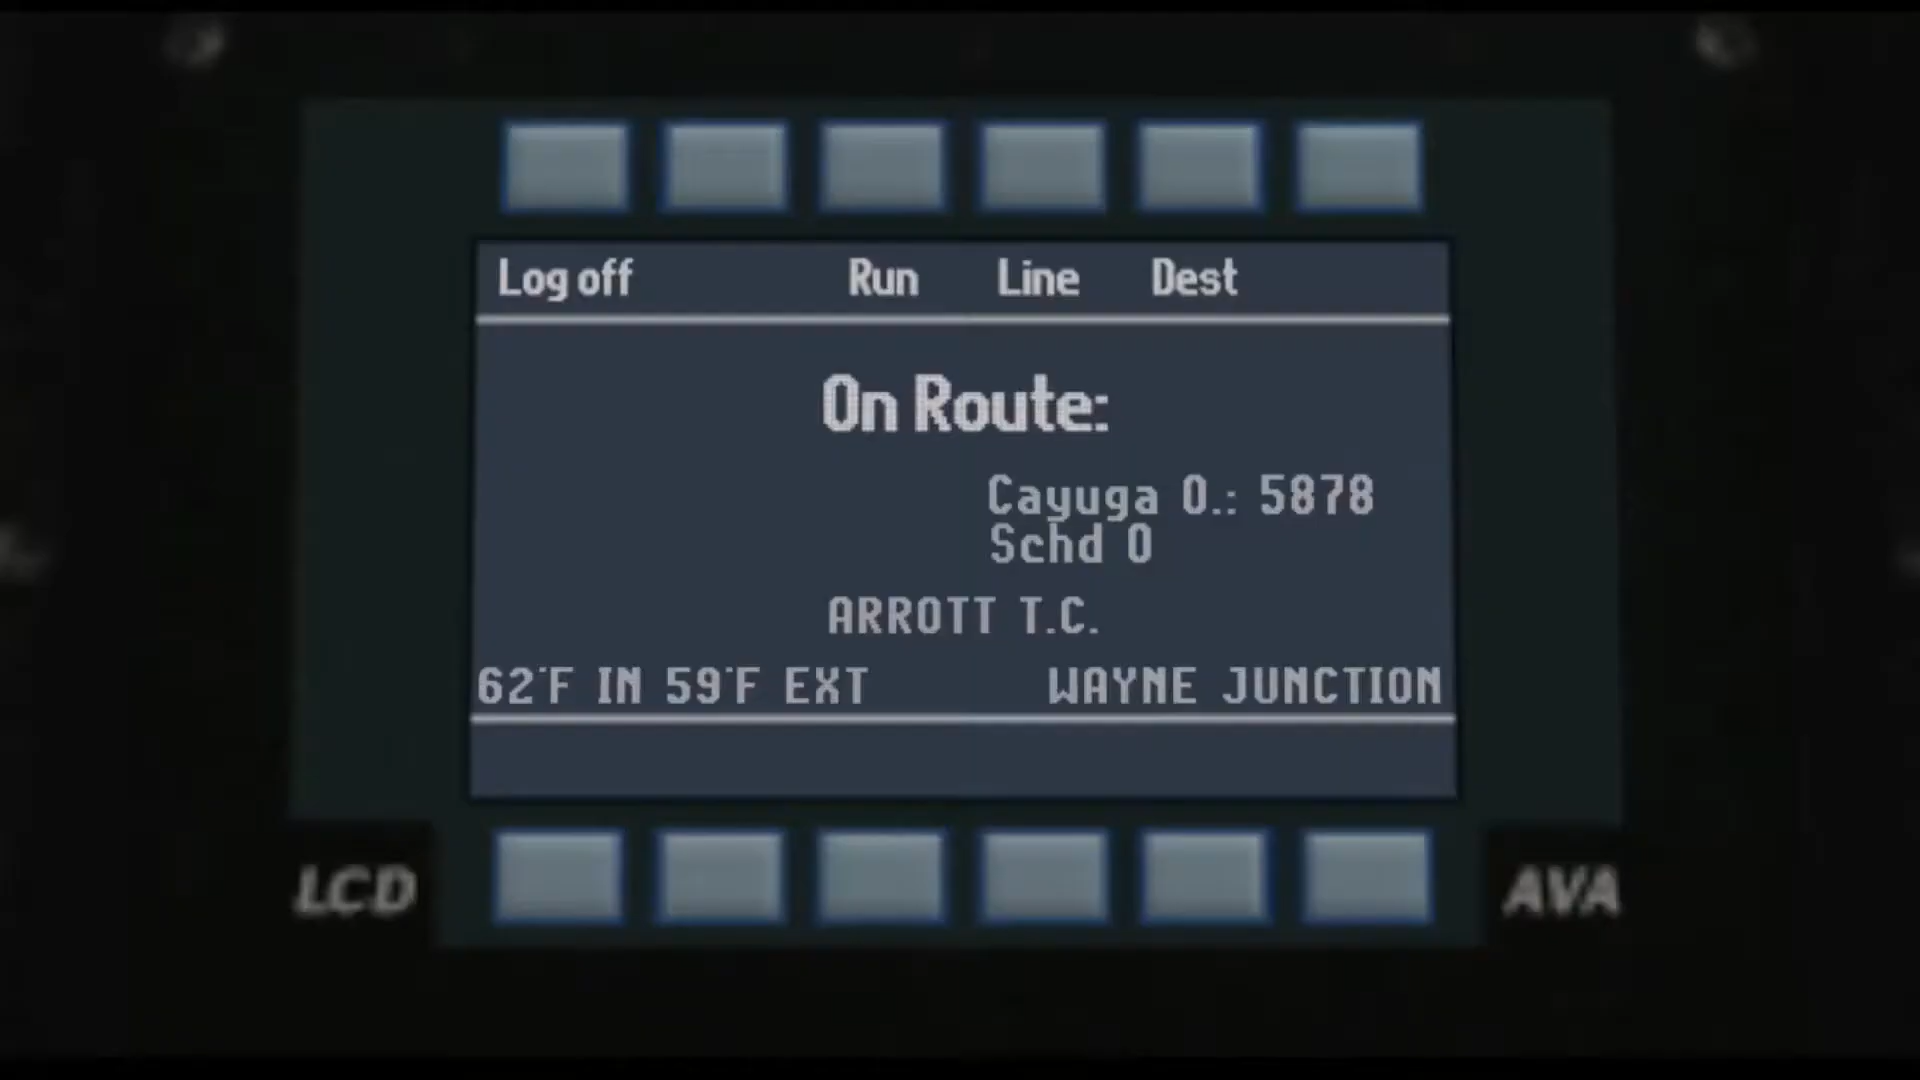 Log off Run Line Dest
On Route:
Cayuga O.: 5878
Schd 0
ARROTT T.C.
62°F IN 59°F EXT WAYNE JUNCTION
LCD AVA